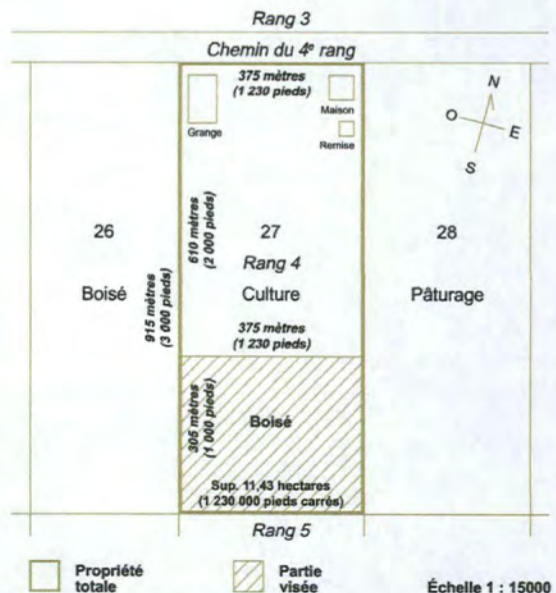 Rang 3
Chemin du 4e rang
375 mètres
(1 230 pieds)
Grange
Maison
Remise
N
O
E
S
26
Boisé
610 mètres
(2 000 pieds)
27
Rang 4
Culture
28
Pâturage
915 mètres
(3 000 pieds)
375 mètres
(1 230 pieds)
305 mètres
(1 000 pieds)
Boisé
Sup. 11,43 hectares
(1 230 000 pieds carrés)
Rang 5
Propriété
totale
Partie
visée
Échelle 1 : 15000